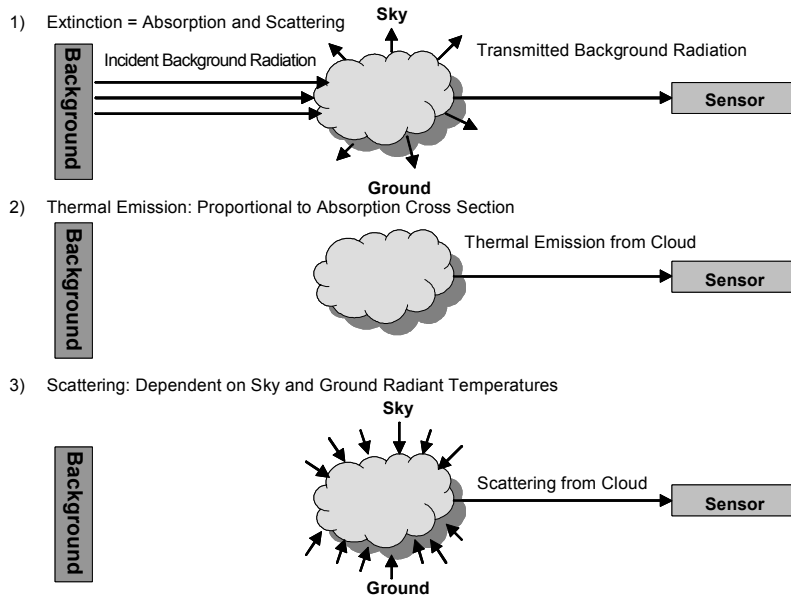 1) Extinction = Absorption and Scattering
Sky
Background
Incident Background Radiation
Transmitted Background Radiation
Sensor
Ground
2) Thermal Emission: Proportional to Absorption Cross Section
Background
Thermal Emission from Cloud
Sensor
3) Scattering: Dependent on Sky and Ground Radiant Temperatures
Sky
Background
Scattering from Cloud
Sensor
Ground